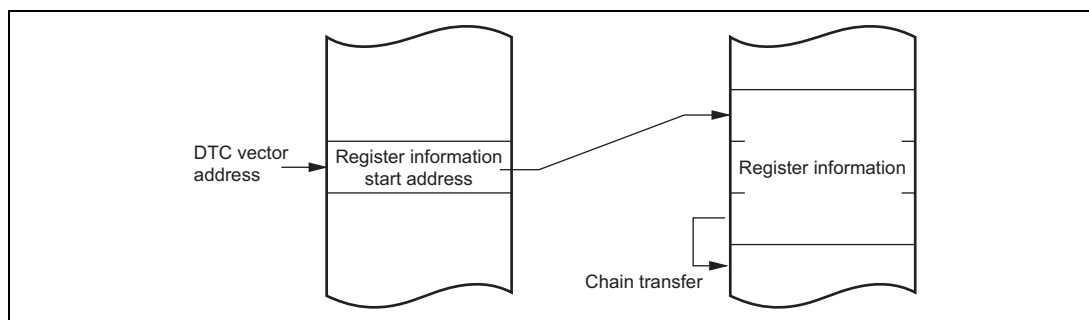 DTC vector
address
Register information
start address
Register information
Chain transfer